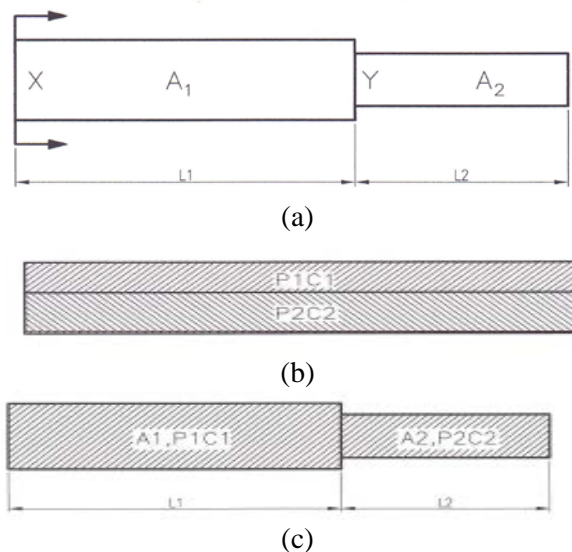 X A₁ Y A₂
L1 L2
(a)
P1C1
P2C2
(b)
A1,P1C1 A2,P2C2
L1 L2
(c)